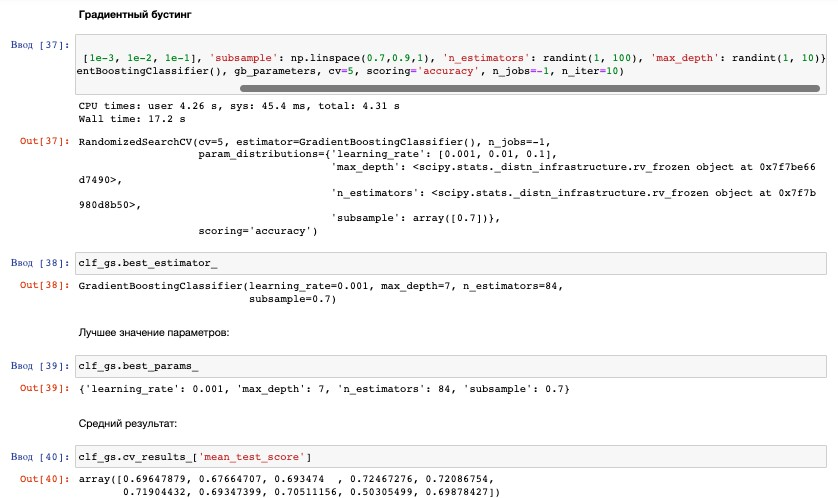 Градиентный бустинг
Ввод [37]:
[1e-3, 1e-2, 1e-1], 'subsample': np.linspace(0.7,0.9,1), 'n_estimators': randint(1, 100), 'max_depth': randint(1, 10)}
entBoostingClassifier(), gb_parameters, cv=5, scoring='accuracy', n_jobs=-1, n_iter=10)
CPU times: user 4.26 s, sys: 45.4 ms, total: 4.31 s
Wall time: 17.2 s
Out[37]: RandomizedSearchCV(cv=5, estimator=GradientBoostingClassifier(), n_jobs=-1,
param_distributions={'learning_rate': [0.001, 0.01, 0.1],
'max_depth': <scipy.stats._distn_infrastructure.rv_frozen object at 0x7f7be66
d7490>,
'n_estimators': <scipy.stats._distn_infrastructure.rv_frozen object at 0x7f7b
980d8b50>,
'subsample': array([0.7])},
scoring='accuracy')
Ввод [38]: clf_gs.best_estimator_
Out[38]: GradientBoostingClassifier(learning_rate=0.001, max_depth=7, n_estimators=84,
subsample=0.7)
Лучшее значение параметров:
Ввод [39]: clf_gs.best_params_
Out[39]: {'learning_rate': 0.001, 'max_depth': 7, 'n_estimators': 84, 'subsample': 0.7}
Средний результат:
Ввод [40]: clf_gs.cv_results_['mean_test_score']
Out[40]: array([0.69647879, 0.67664707, 0.693474  , 0.72467276, 0.72086754,
0.71904432, 0.69347399, 0.70511156, 0.50305499, 0.69878427])